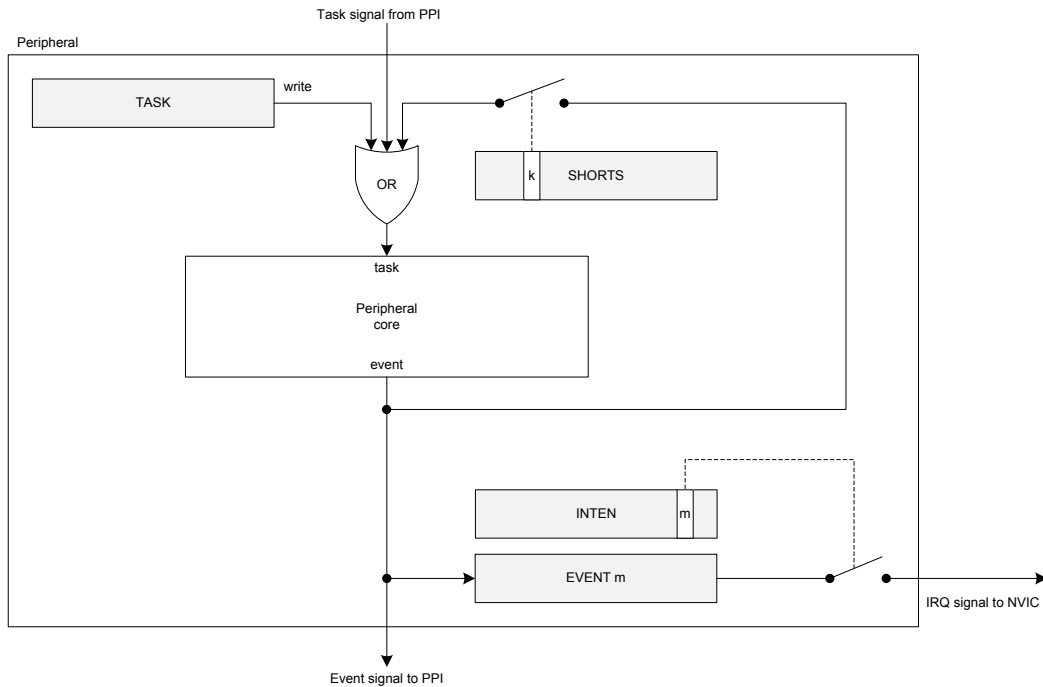 Task signal from PPI
Peripheral
write
TASK
OR
k
SHORTS
task
Peripheral
core
event
INTEN
m
EVENT m
IRQ signal to NVIC
Event signal to PPI